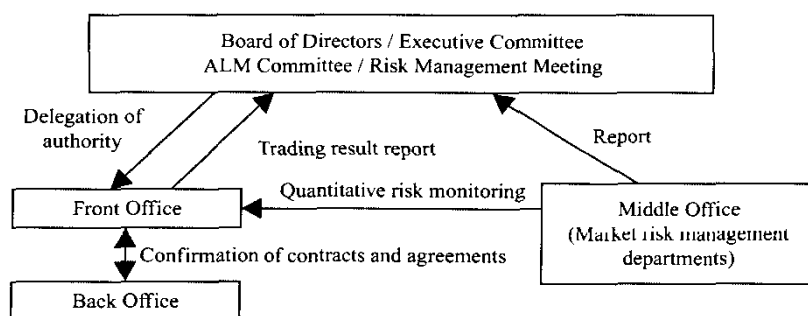 Board of Directors / Executive Committee
ALM Committee / Risk Management Meeting
Delegation of
authority
Trading result report
Report
Quantitative risk monitoring
Front Office
Middle Office
(Market risk management
departments)
Confirmation of contracts and agreements
Back Office